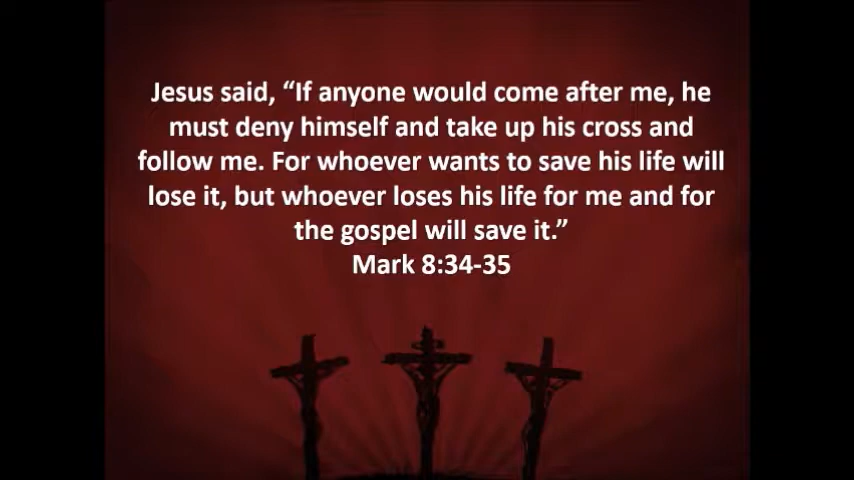 Jesus said, “If anyone would come after me, he
must deny himself and take up his cross and
follow me. For whoever wants to save his life will
lose it, but whoever loses his life for me and for
the gospel will save it.”
Mark 8:34-35